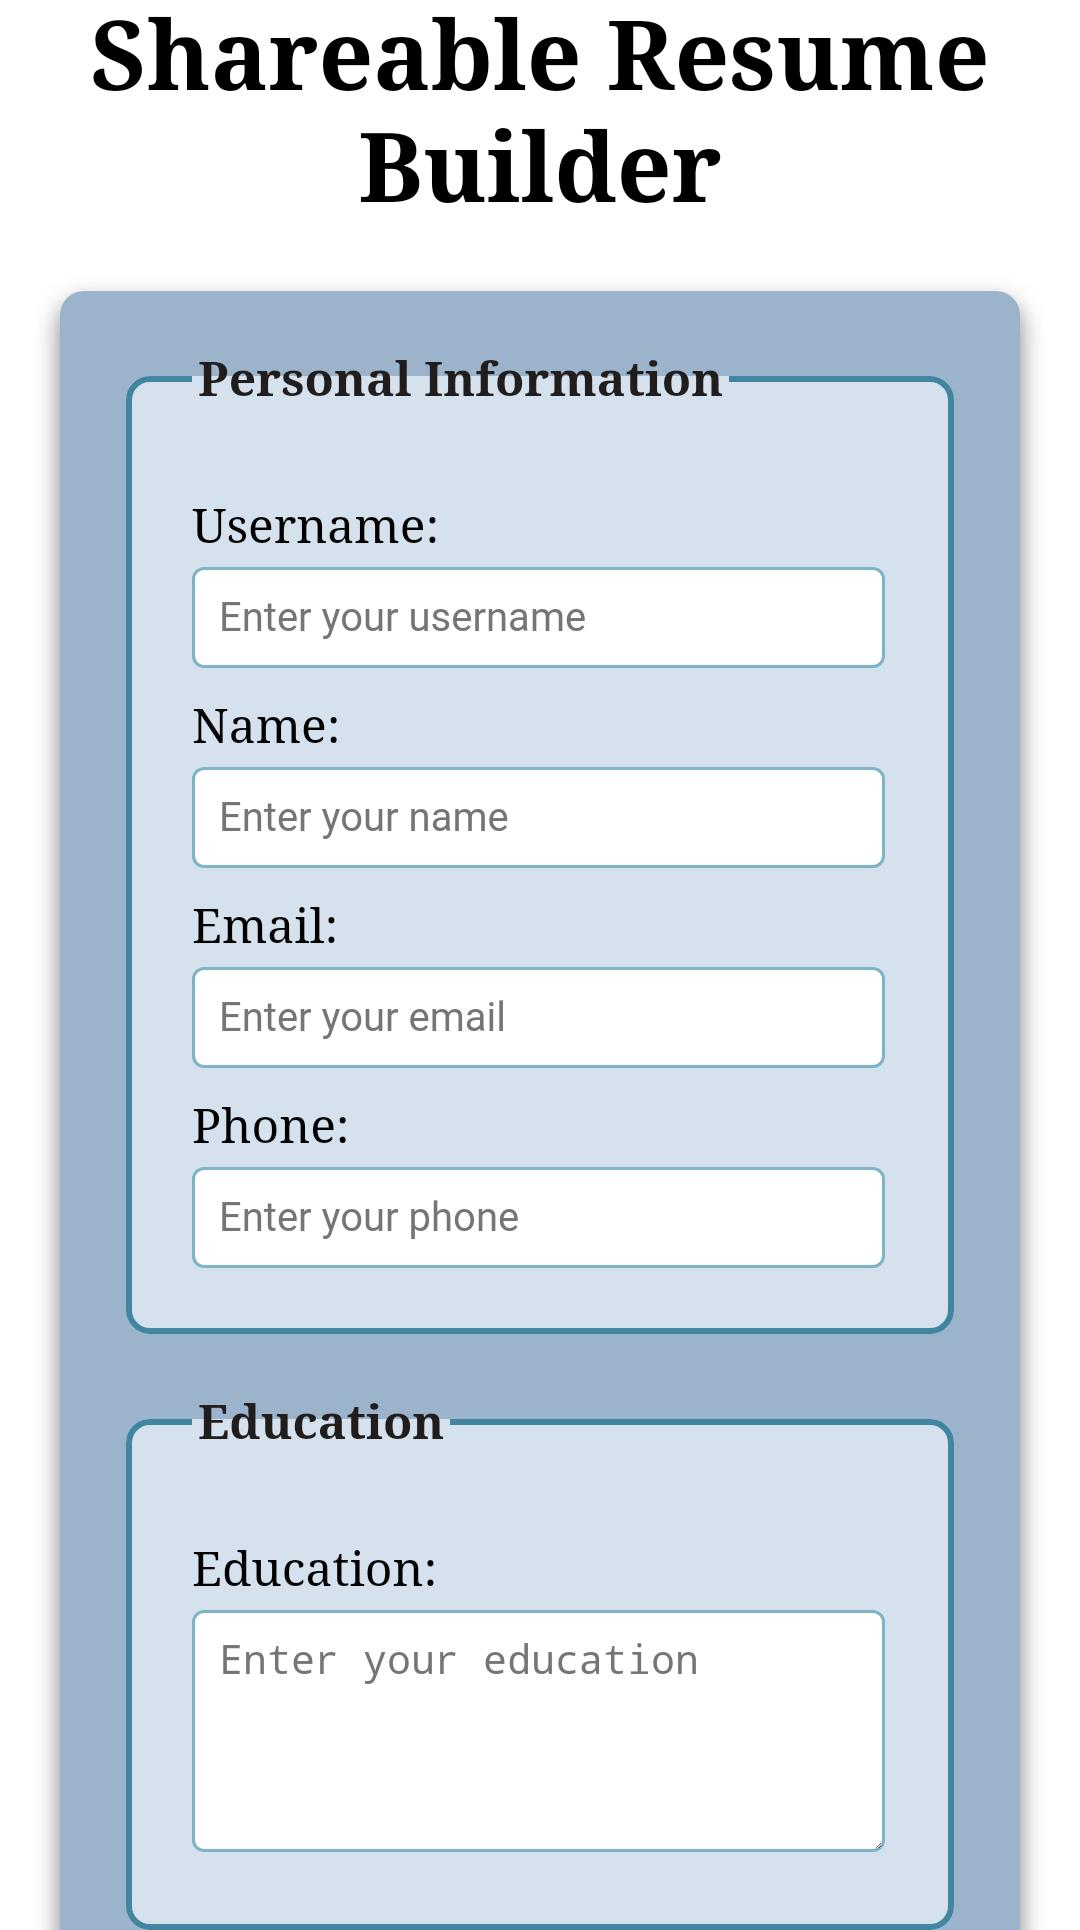 Shareable Resume
Builder
Personal Information
Username:
Enter your username
Name:
Enter your name
Email:
Enter your email
Phone:
Enter your phone
Education
Education:
Enter your education